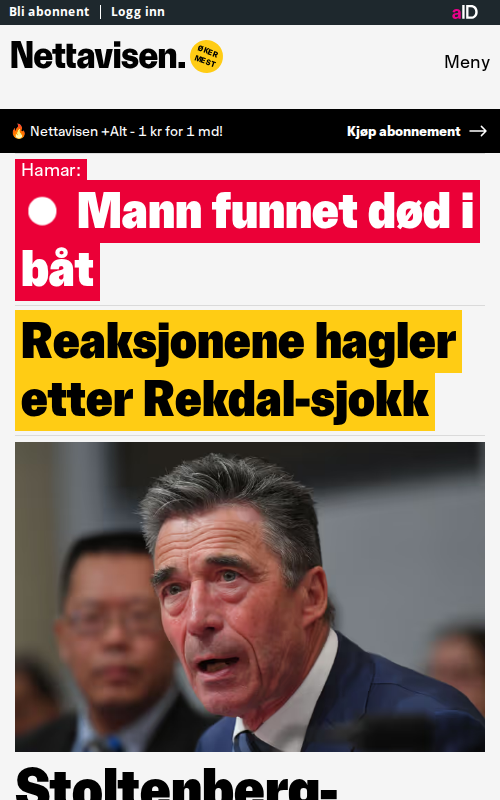 Bli abonnent | Logg inn
aID
Nettavisen.
ØKER
MEST
Meny
🔥 Nettavisen +Alt - 1 kr for 1 md!
Kjøp abonnement →
Hamar:
Mann funnet død i
båt
Reaksjonene hagler
etter Rekdal-sjokk
Stoltenberg-